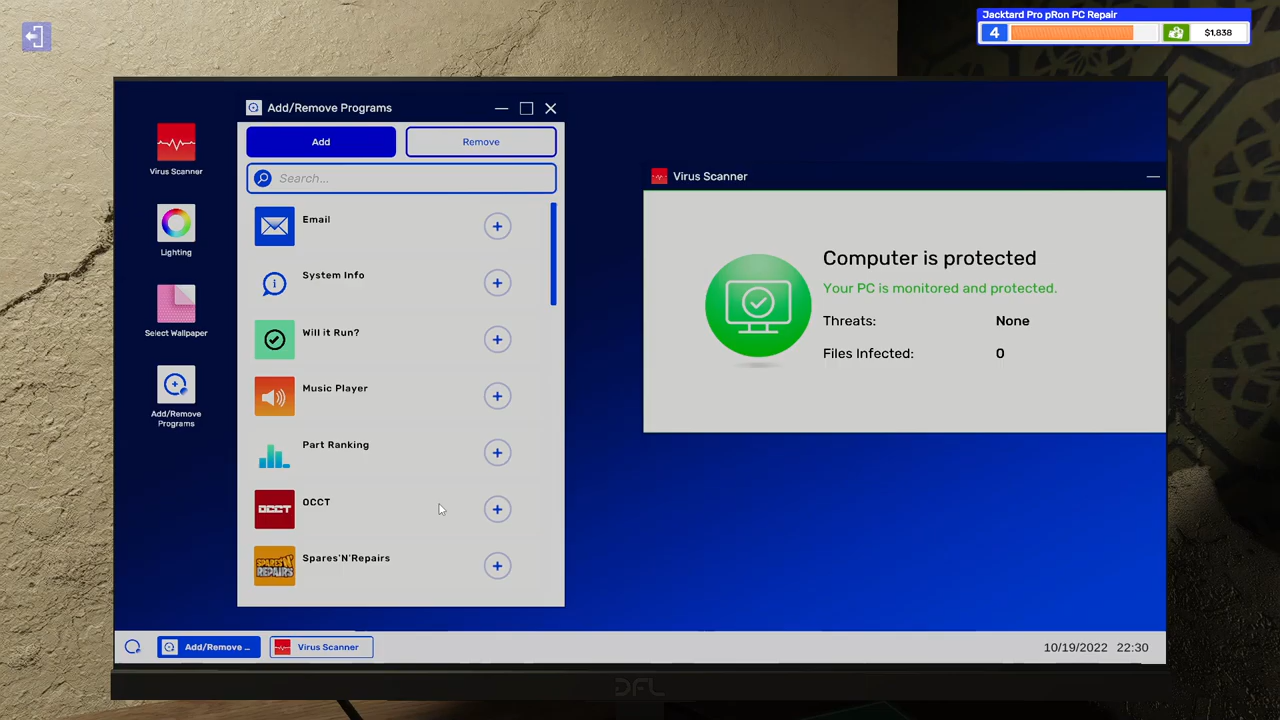 Jacktard Pro pRon PC Repair
4
$1,838
Add/Remove Programs
Add
Remove
Search...
Email
System Info
Will it Run?
Music Player
Part Ranking
OCCT
OCCT
Spares'N'Repairs
SPARES'N'
REPAIRS
Virus Scanner
Lighting
Select Wallpaper
Add/Remove
Programs
Virus Scanner
Computer is protected
Your PC is monitored and protected.
Threats: None
Files Infected: 0
Add/Remove ...
Virus Scanner
10/19/2022 22:30
DFL